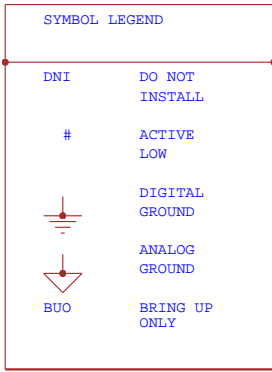 SYMBOL LEGEND
DNI DO NOT
INSTALL
# ACTIVE
LOW
DIGITAL
GROUND
ANALOG
GROUND
BUO BRING UP
ONLY